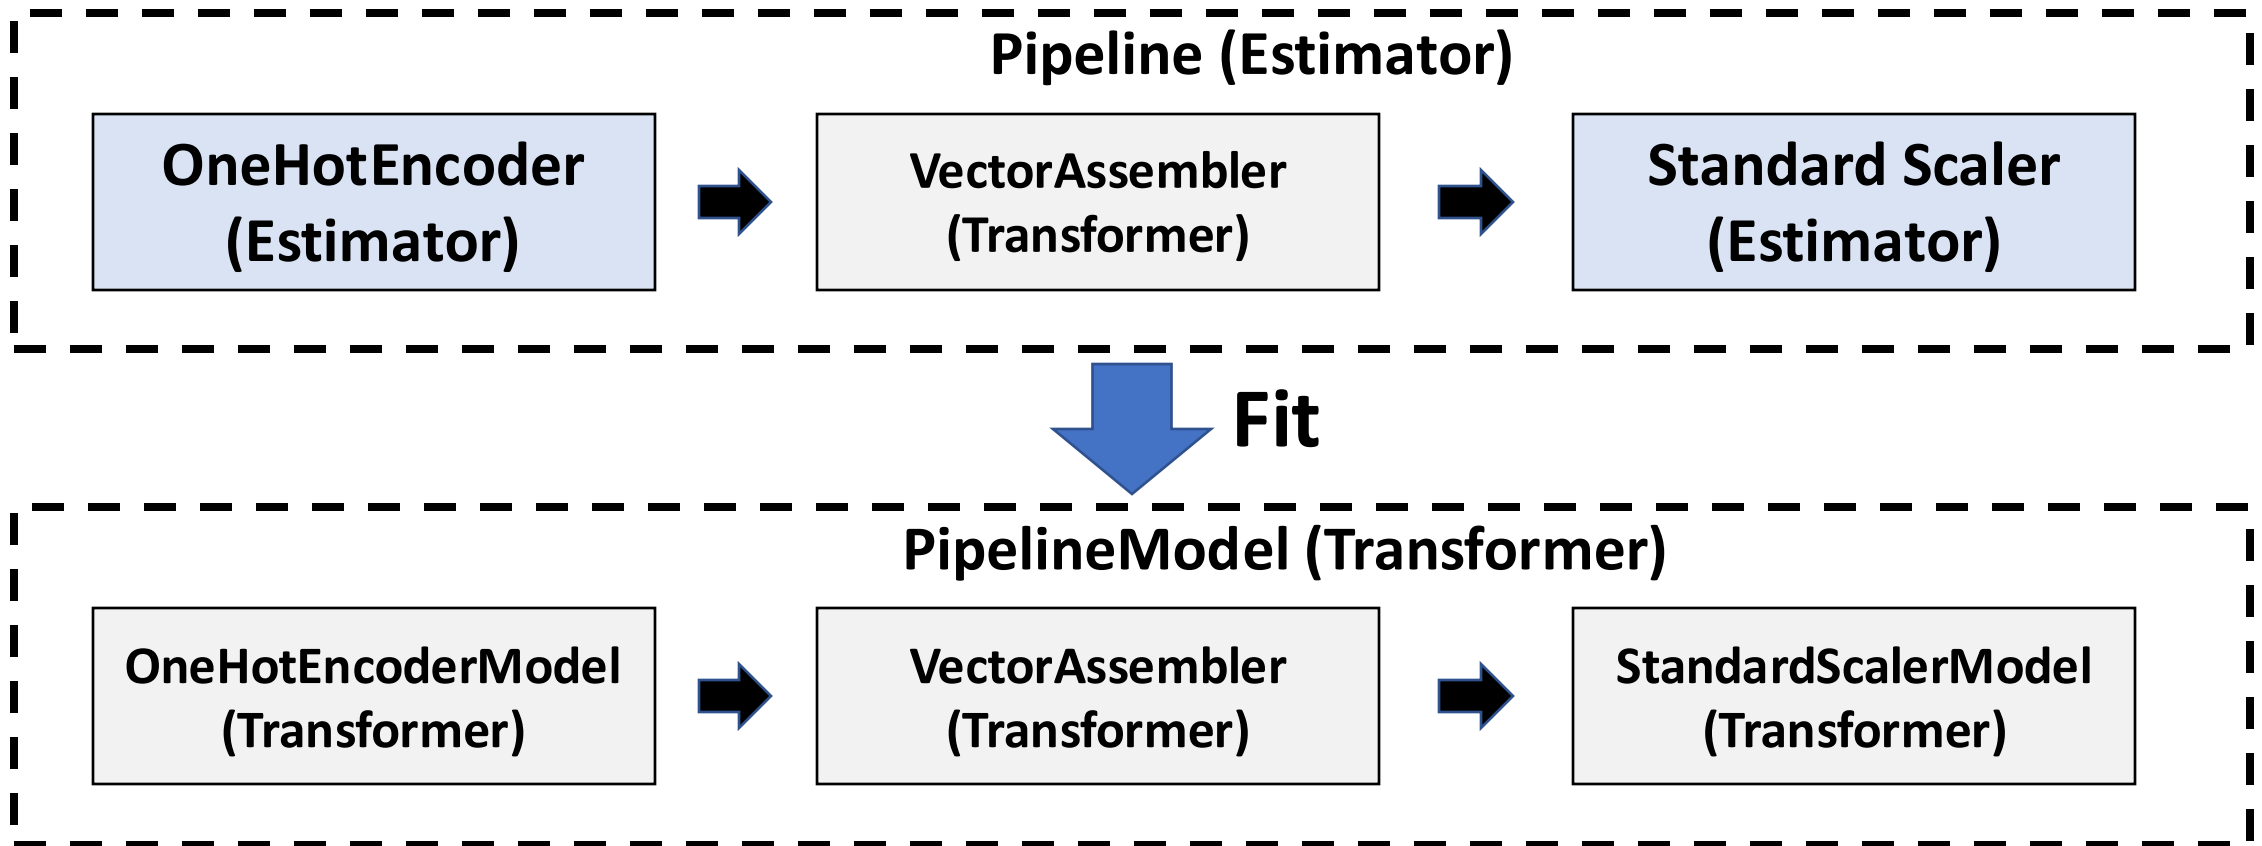 Pipeline (Estimator)
OneHotEncoder
(Estimator)
VectorAssembler
(Transformer)
Standard Scaler
(Estimator)
Fit
PipelineModel (Transformer)
OneHotEncoderModel
(Transformer)
VectorAssembler
(Transformer)
StandardScalerModel
(Transformer)